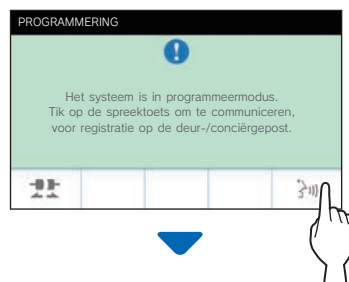 PROGRAMMERING
Het systeem is in programmeermodus.
Tik op de spreektoets om te communiceren,
voor registratie op de deur-/conciërgepost.